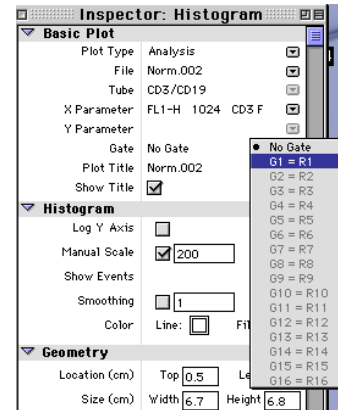 Inspector: Histogram
Basic Plot
Plot Type Analysis
File Norm.002
Tube CD3/CD19
X Parameter FL1-H 1024 CD3 F
Y Parameter
Gate No Gate
Plot Title Norm.002
Show Title
Histogram
Log Y Axis
Manual Scale 200
Show Events
Smoothing 1
Color Line: Fil
Geometry
Location (cm) Top 0.5 Le
Size (cm) Width 6.7 Height 6.8
No Gate
G1 = R1
G2 = R2
G3 = R3
G4 = R4
G5 = R5
G6 = R6
G7 = R7
G8 = R8
G9 = R9
G10 = R10
G11 = R11
G12 = R12
G13 = R13
G14 = R14
G15 = R15
G16 = R16